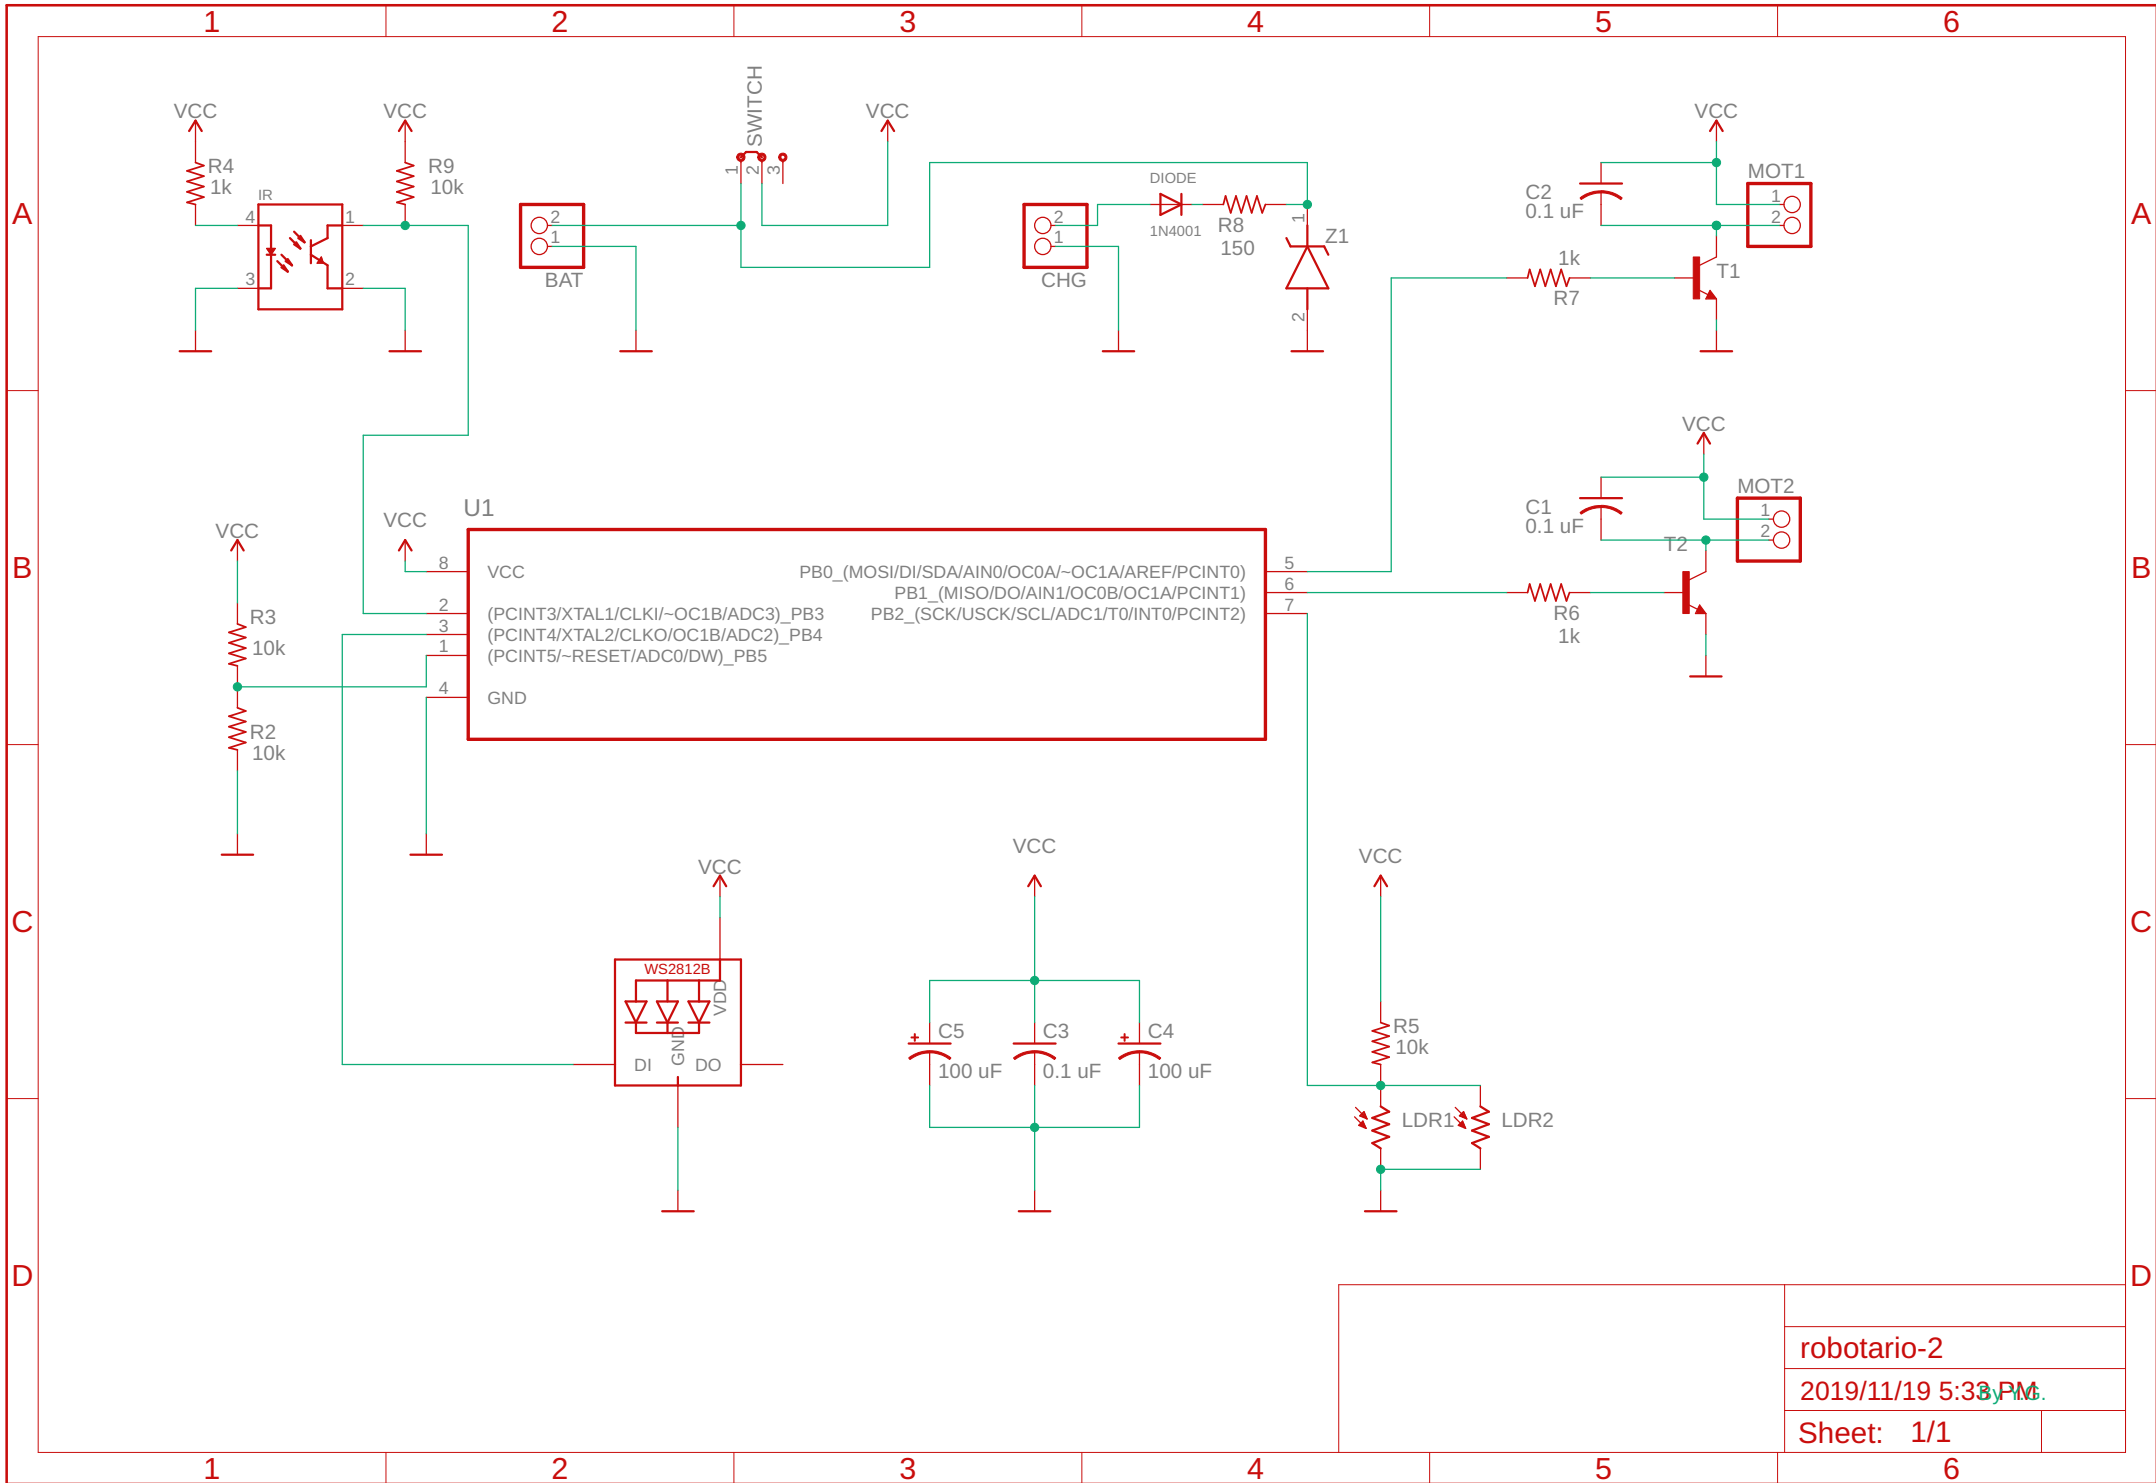 1 2 3 4 5 6
A A
B B
C C
D D
VCC
R4
1k
IR
4
3
1
2
VCC
R9
10k
SWITCH
1
2
3
VCC
2
1
BAT
2
1
CHG
DIODE
1N4001
R8
150
1
Z1
2
VCC
C2
0.1 uF
MOT1
1
2
1k
R7
T1
VCC
C1
0.1 uF
MOT2
1
2
T2
R6
1k
VCC
R3
10k
R2
10k
U1
VCC
8 VCC
2 (PCINT3/XTAL1/CLKI/~OC1B/ADC3)_PB3
3 (PCINT4/XTAL2/CLKO/OC1B/ADC2)_PB4
1 (PCINT5/~RESET/ADC0/DW)_PB5
4 GND
PB0_(MOSI/DI/SDA/AIN0/OC0A/~OC1A/AREF/PCINT0) 5
PB1_(MISO/DO/AIN1/OC0B/OC1A/PCINT1) 6
PB2_(SCK/USCK/SCL/ADC1/T0/INT0/PCINT2) 7
VCC
WS2812B
VDD
GND
DI
DO
VCC
+
C5
100 uF
C3
0.1 uF
+
C4
100 uF
VCC
R5
10k
LDR1
LDR2
robotario-2
2019/11/19 5:33 PM
By Y.G.
Sheet: 1/1
1 2 3 4 5 6